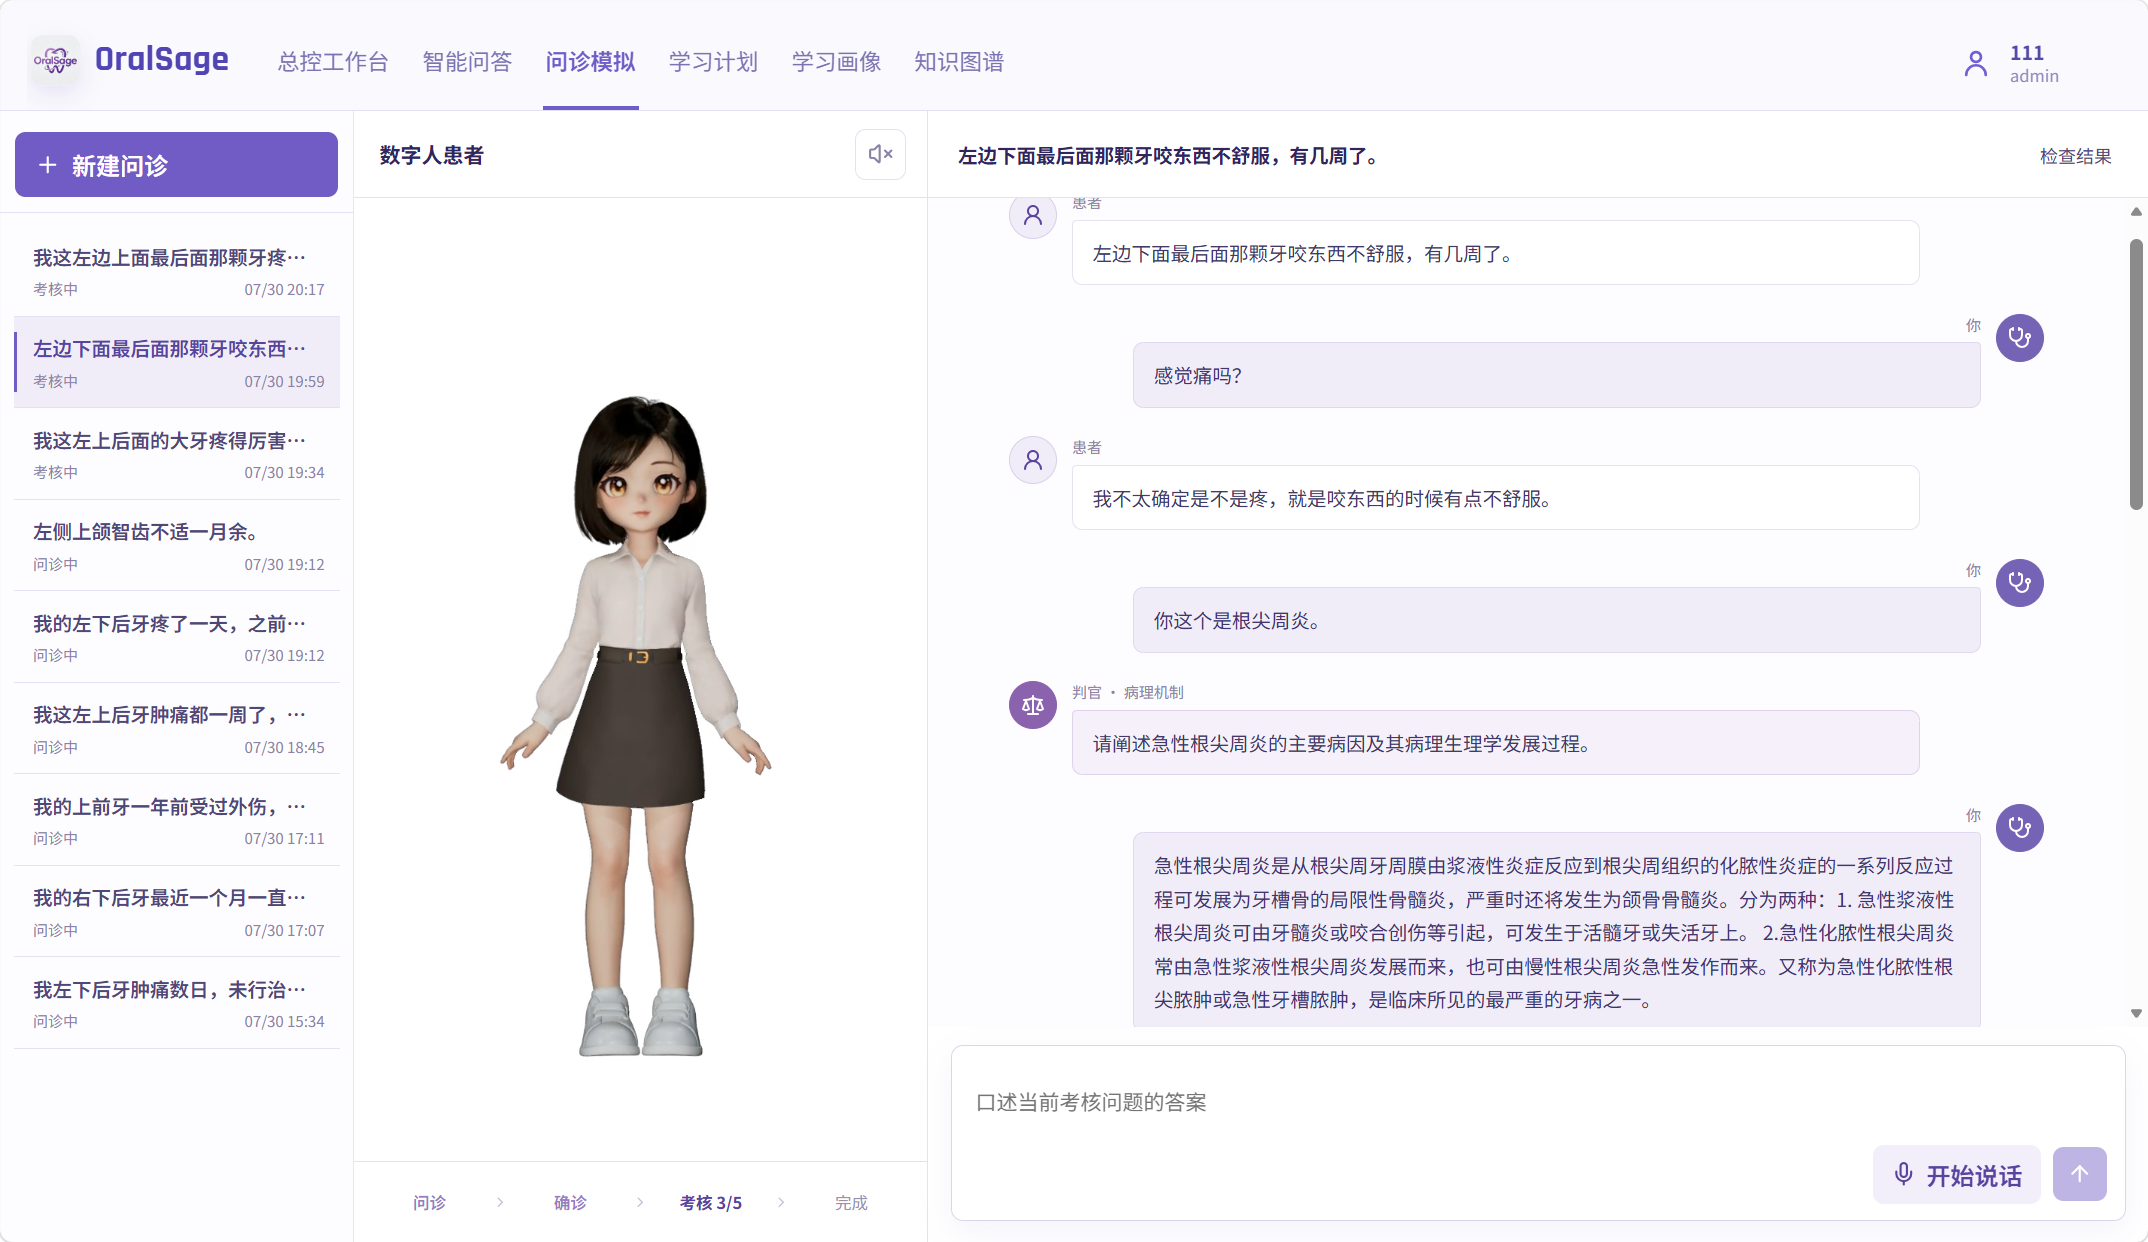 OralSage
OralSage
总控工作台
智能问答
问诊模拟
学习计划
学习画像
知识图谱
111
admin
+ 新建问诊
我这左边上面最后面那颗牙疼…
考核中 07/30 20:17
左边下面最后面那颗牙咬东西…
考核中 07/30 19:59
我这左上后面的大牙疼得厉害…
考核中 07/30 19:34
左侧上颌智齿不适一月余。
问诊中 07/30 19:12
我的左下后牙疼了一天，之前…
问诊中 07/30 19:12
我这左上后牙肿痛都一周了，…
问诊中 07/30 18:45
我的上前牙一年前受过外伤，…
问诊中 07/30 17:11
我的右下后牙最近一个月一直…
问诊中 07/30 17:07
我左下后牙肿痛数日，未行治…
问诊中 07/30 15:34
数字人患者
问诊 > 确诊 > 考核 3/5 > 完成
左边下面最后面那颗牙咬东西不舒服，有几周了。
检查结果
患者
左边下面最后面那颗牙咬东西不舒服，有几周了。
你
感觉痛吗？
患者
我不太确定是不是疼，就是咬东西的时候有点不舒服。
你
你这个是根尖周炎。
判官 · 病理机制
请阐述急性根尖周炎的主要病因及其病理生理学发展过程。
你
急性根尖周炎是从根尖周牙周膜由浆液性炎症反应到根尖周组织的化脓性炎症的一系列反应过
程可发展为牙槽骨的局限性骨髓炎，严重时还将发生为颌骨骨髓炎。分为两种：1. 急性浆液性
根尖周炎可由牙髓炎或咬合创伤等引起，可发生于活髓牙或失活牙上。 2.急性化脓性根尖周炎
常由急性浆液性根尖周炎发展而来，也可由慢性根尖周炎急性发作而来。又称为急性化脓性根
尖脓肿或急性牙槽脓肿，是临床所见的最严重的牙病之一。
口述当前考核问题的答案
开始说话